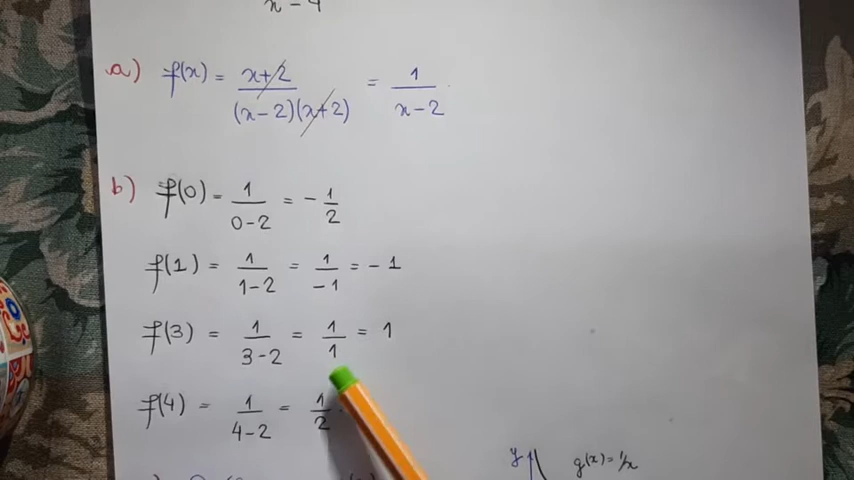 x - 4
a) f(x) = (x+2)/((x-2)(x+2)) = 1/(x-2)
b) f(0) = 1/(0-2) = -1/2
f(1) = 1/(1-2) = 1/-1 = -1
f(3) = 1/(3-2) = 1/1 = 1
f(4) = 1/(4-2) = 1/2
y g(x) = 1/x